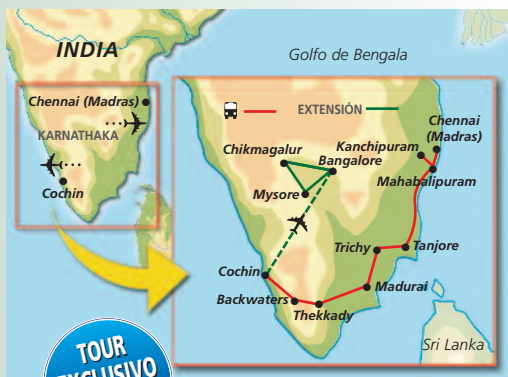 INDIA
Golfo de Bengala
Chennai (Madras)
KARNATHAKA
Cochin
EXTENSIÓN
Chennai
(Madras)
Kanchipuram
Chikmagalur
Bangalore
Mahabalipuram
Mysore
Trichy
Tanjore
Cochin
Madurai
Backwaters
Thekkady
Sri Lanka
TOUR
EXCLUSIVO